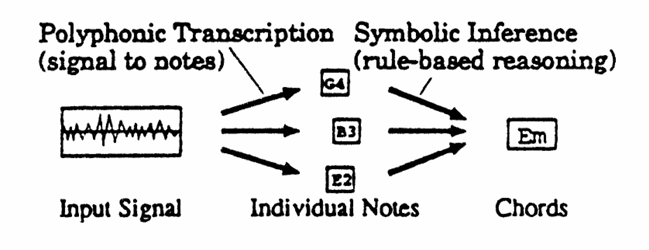 Polyphonic Transcription
(signal to notes)
Symbolic Inference
(rule-based reasoning)
G4
B3
E2
Em
Input Signal
Individual Notes
Chords